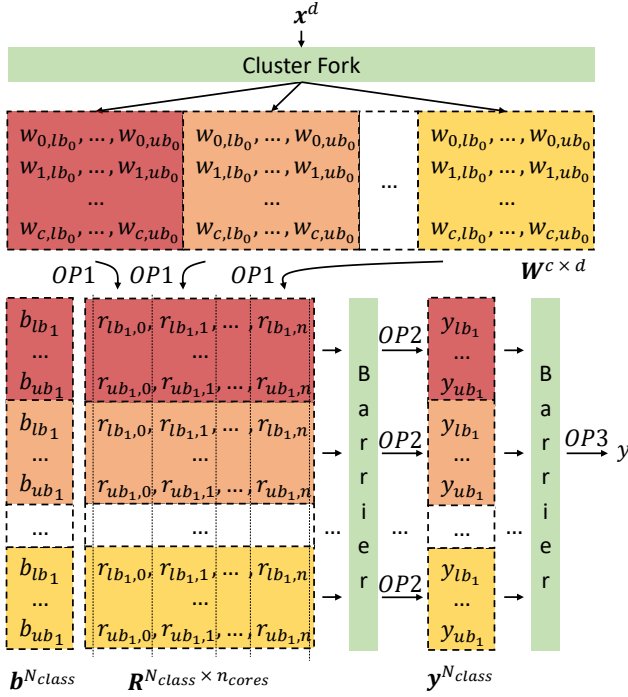 x^d
Cluster Fork
w_{0,lb_0}, ... , w_{0,ub_0} w_{0,lb_0}, ... , w_{0,ub_0} w_{0,lb_0}, ... , w_{0,ub_0}
w_{1,lb_0}, ... , w_{1,ub_0} w_{1,lb_0}, ... , w_{1,ub_0} ... w_{1,lb_0}, ... , w_{1,ub_0}
... ... ...
w_{c,lb_0}, ... , w_{c,ub_0} w_{c,lb_0}, ... , w_{c,ub_0} w_{c,lb_0}, ... , w_{c,ub_0}
OP1 OP1 OP1 W^{c × d}
b_{lb_1} r_{lb_1,0}, r_{lb_1,1}, ... , r_{lb_1,n} OP2 y_{lb_1}
... ... ...
b_{ub_1} r_{ub_1,0}, r_{ub_1,1}, ... , r_{ub_1,n} y_{ub_1}
b_{lb_1} r_{lb_1,0}, r_{lb_1,1}, ... , r_{lb_1,n} OP2 y_{lb_1} OP3 y
... ... ...
b_{ub_1} r_{ub_1,0}, r_{ub_1,1}, ... , r_{ub_1,n} y_{ub_1}
... ... ... ... ... ...
b_{lb_1} r_{lb_1,0}, r_{lb_1,1}, ... , r_{lb_1,n} OP2 y_{lb_1}
... ... ...
b_{ub_1} r_{ub_1,0}, r_{ub_1,1}, ... , r_{ub_1,n} y_{ub_1}
Barrier
Barrier
b^{N_{class}} R^{N_{class} × n_{cores}} y^{N_{class}}